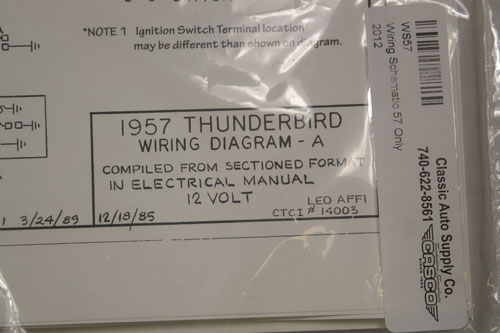 *NOTE 1 Ignition Switch Terminal location
may be different than shown on diagram.
1957 THUNDERBIRD
WIRING DIAGRAM - A
COMPILED FROM SECTIONED FORMAT
IN ELECTRICAL MANUAL
12 VOLT
LEO AFFI
CTCI # 14003
3/24/89
12/18/85
WS57
Wiring Schematic 57 Only
2012
Classic Auto Supply Co.
740-622-8561
CASCO